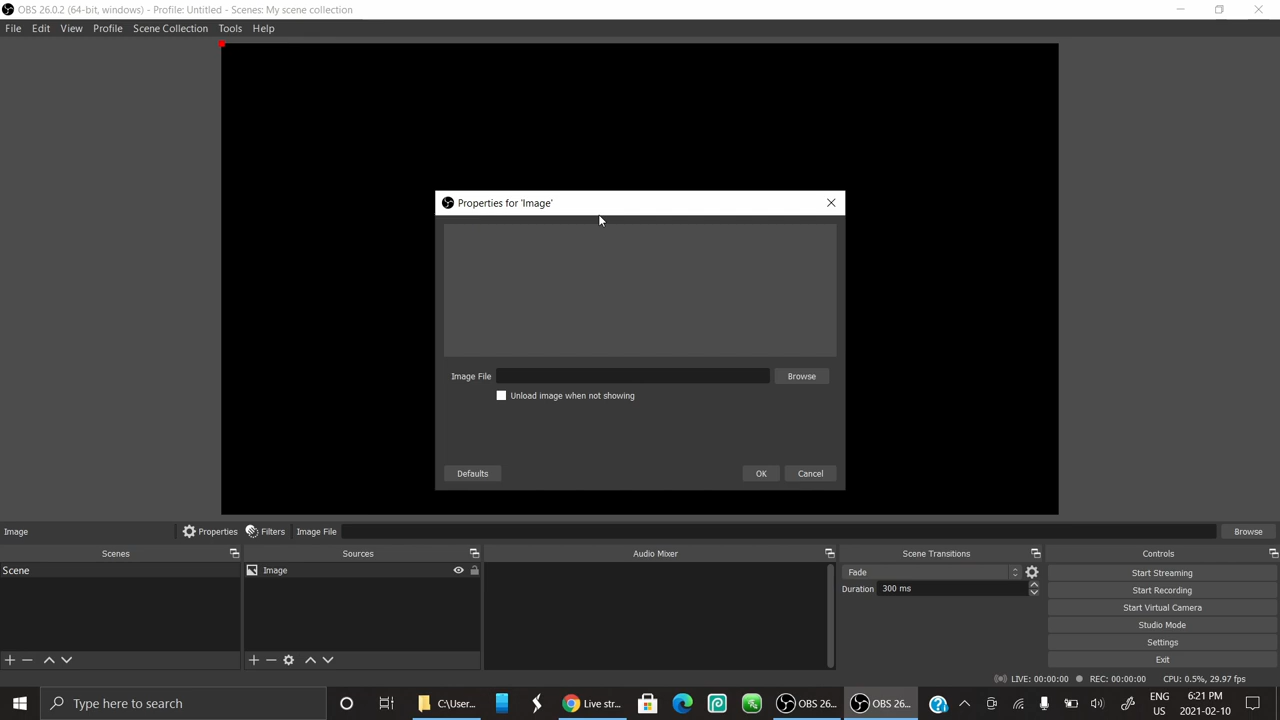 OBS 26.0.2 (64-bit, windows) - Profile: Untitled - Scenes: My scene collection
File Edit View Profile Scene Collection Tools Help
Properties for 'Image'
Image File Browse
Unload image when not showing
Defaults OK Cancel
Image Properties Filters Image File Browse
Scenes Sources Audio Mixer Scene Transitions Controls
Scene
Image
Fade
Duration 300 ms
Start Streaming
Start Recording
Start Virtual Camera
Studio Mode
Settings
Exit
LIVE: 00:00:00 REC: 00:00:00 CPU: 0.5%, 29.97 fps
Type here to search
C:\User...
Live str...
OBS 26...
OBS 26...
ENG
US
6:21 PM
2021-02-10